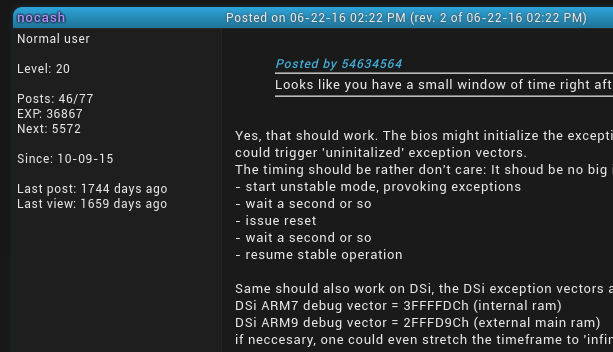 nocash
Posted on 06-22-16 02:22 PM (rev. 2 of 06-22-16 02:22 PM)
Normal user
Level: 20
Posts: 46/77
EXP: 36867
Next: 5572
Since: 10-09-15
Last post: 1744 days ago
Last view: 1659 days ago
Posted by 54634564
Looks like you have a small window of time right aft
Yes, that should work. The bios might initialize the excepti
could trigger 'uninitalized' exception vectors.
The timing should be rather don't care: It shoud be no big i
- start unstable mode, provoking exceptions
- wait a second or so
- issue reset
- wait a second or so
- resume stable operation
Same should also work on DSi, the DSi exception vectors a
DSi ARM7 debug vector = 3FFFFDCh (internal ram)
DSi ARM9 debug vector = 2FFFD9Ch (external main ram)
if neccesary, one could even stretch the timeframe to 'infin